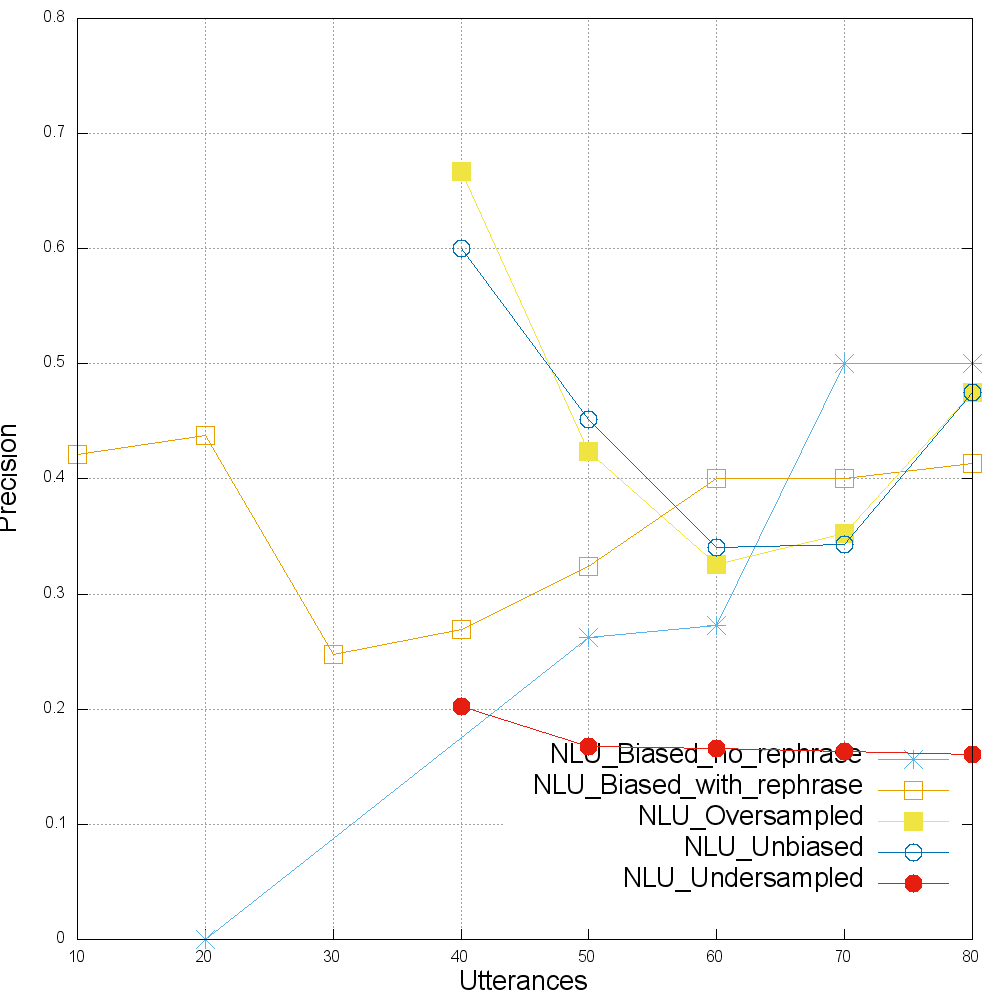 0.8
0.7
0.6
0.5
0.4
0.3
0.2
0.1
0
Precision
NLU_Biased_no_rephrase
NLU_Biased_with_rephrase
NLU_Oversampled
NLU_Unbiased
NLU_Undersampled
10 20 30 40 50 60 70 80
Utterances